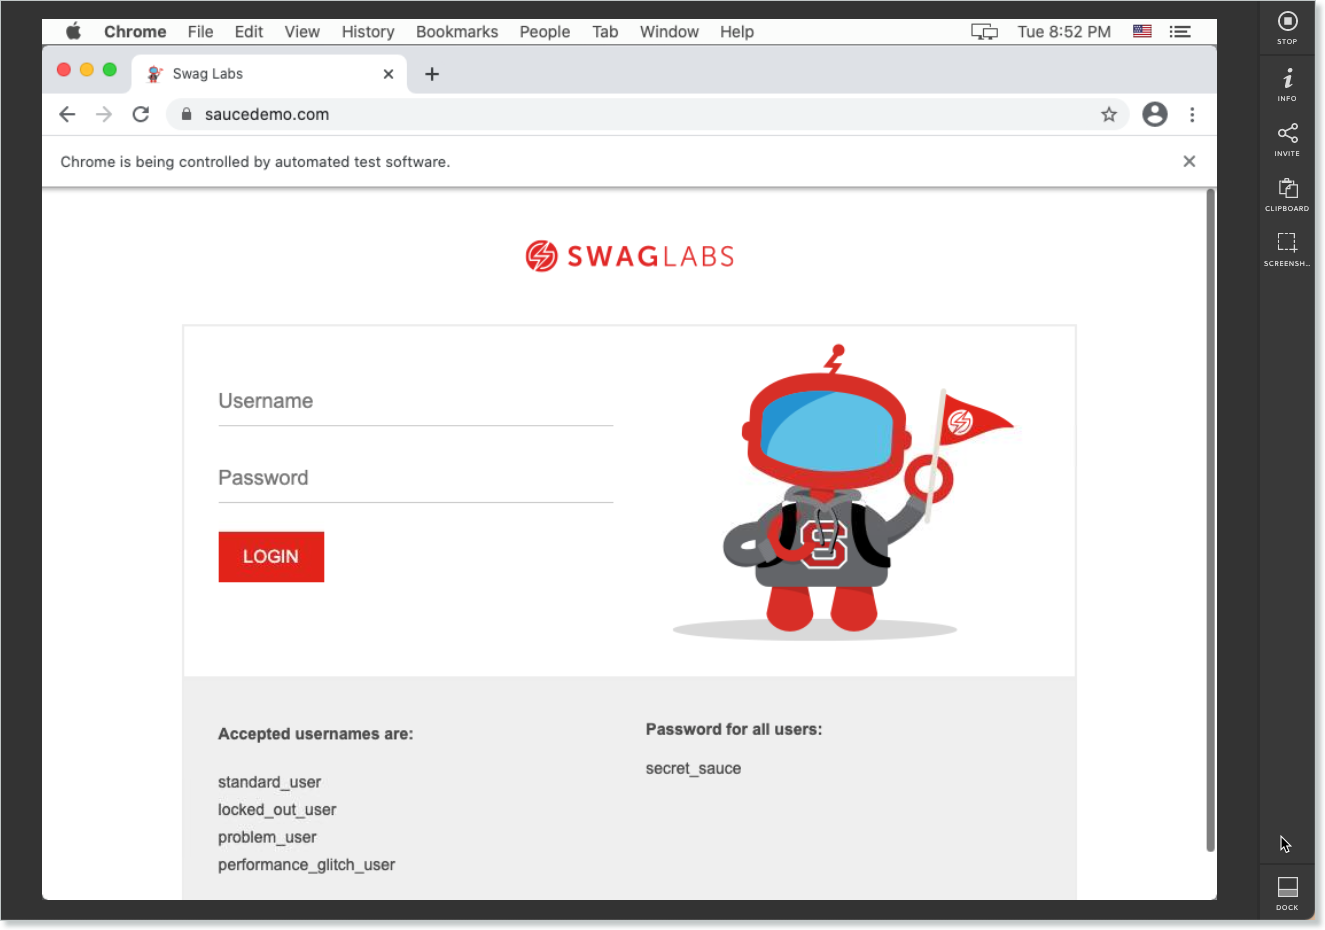 Chrome File Edit View History Bookmarks People Tab Window Help Tue 8:52 PM
STOP
Swag Labs
saucedemo.com
INFO
Chrome is being controlled by automated test software.
INVITE
CLIPBOARD
SCREENSH...
SWAGLABS
Username
Password
LOGIN
S
Accepted usernames are:
standard_user
locked_out_user
problem_user
performance_glitch_user
Password for all users:
secret_sauce
DOCK